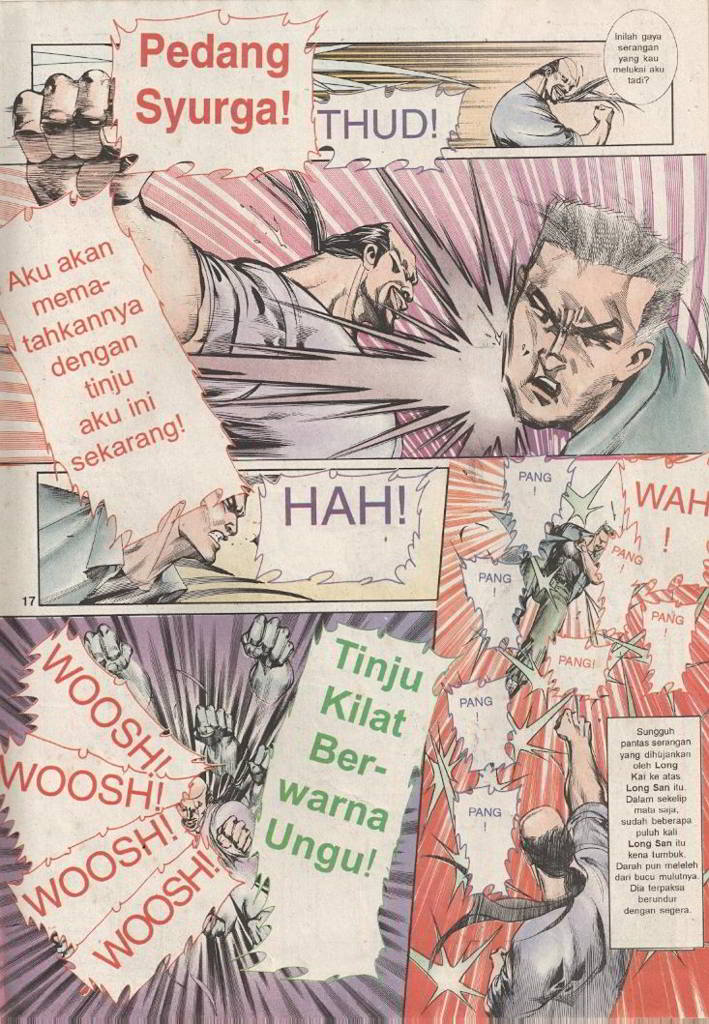 Pedang
Syurga!
THUD!
Inilah gaya
serangan
yang kau
melukai aku
tadi?
Aku akan
mema-
tahkannya
dengan
tinju
aku ini
sekarang!
HAH!
17
PANG
!
WAH
!
PANG
!
PANG
PANG
!
PANG!
PANG
!
PANG
!
WOOSH!
WOOSH!
WOOSH!
WOOSH!
Tinju
Kilat
Ber-
warna
Ungu!
Sungguh
pantas serangan
yang dihujankan
oleh Long
Kai ke atas
Long San itu.
Dalam sekelip
mata saja,
sudah beberapa
puluh kali
Long San itu
kena tumbuk.
Darah pun meleleh
dari bucu mulutnya.
Dia terpaksa
berundur
dengan segera.